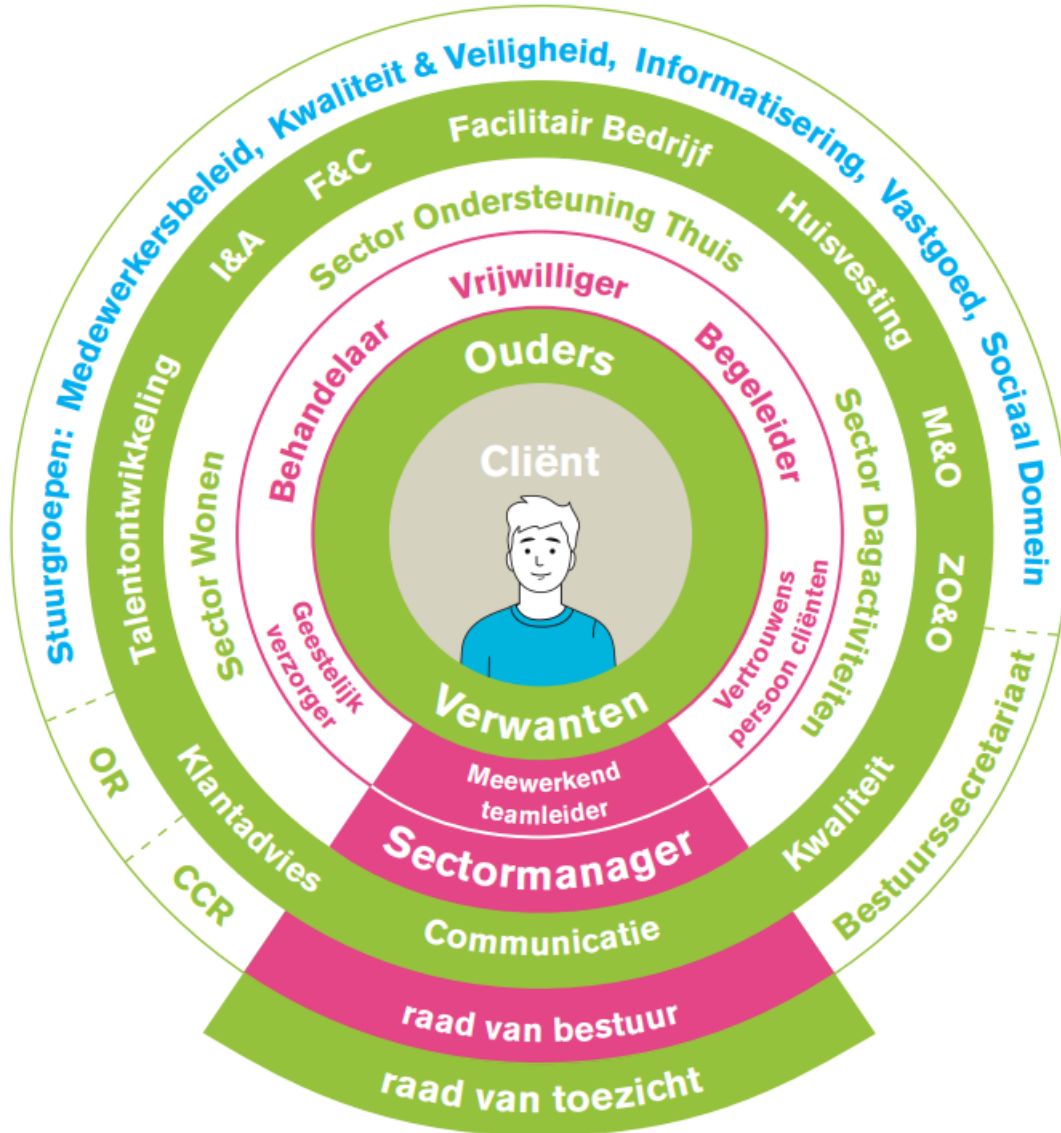 Stuurgroepen: Medewerkersbeleid, Kwaliteit & Veiligheid, Informatisering, Vastgoed, Sociaal Domein
Facilitair Bedrijf
F&C
Huisvesting
I&A
Sector Ondersteuning Thuis
Vrijwilliger
Behandelaar
Begeleider
Ouders
Talentontwikkeling
M&O
Cliënt
Sector Wonen
Sector Dagactiviteiten
ZO&O
Geestelijk
verzorger
Vertrouwens
persoon cliënten
Verwanten
Bestuurssecretariaat
OR
Klantadvies
Meewerkend
teamleider
Kwaliteit
Sectormanager
CCR
Communicatie
raad van bestuur
raad van toezicht